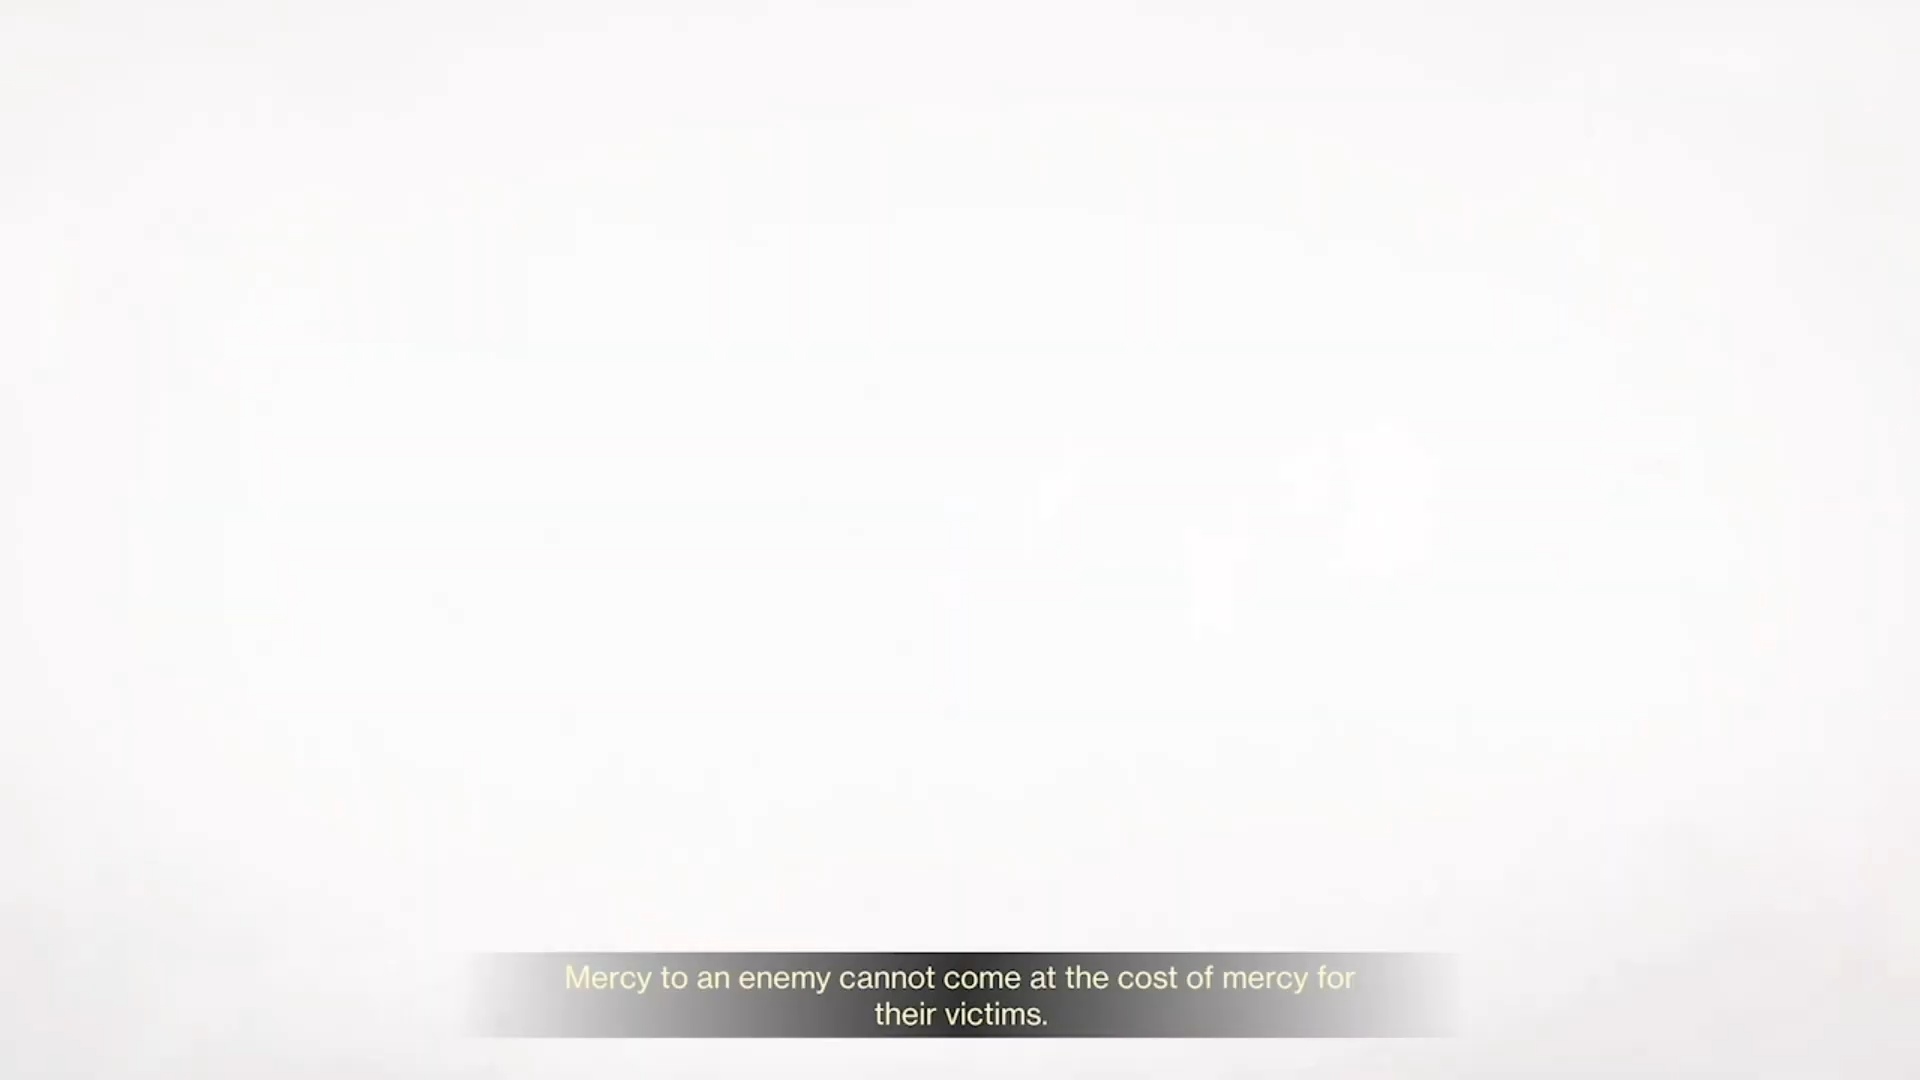 Mercy to an enemy cannot come at the cost of mercy for
their victims.